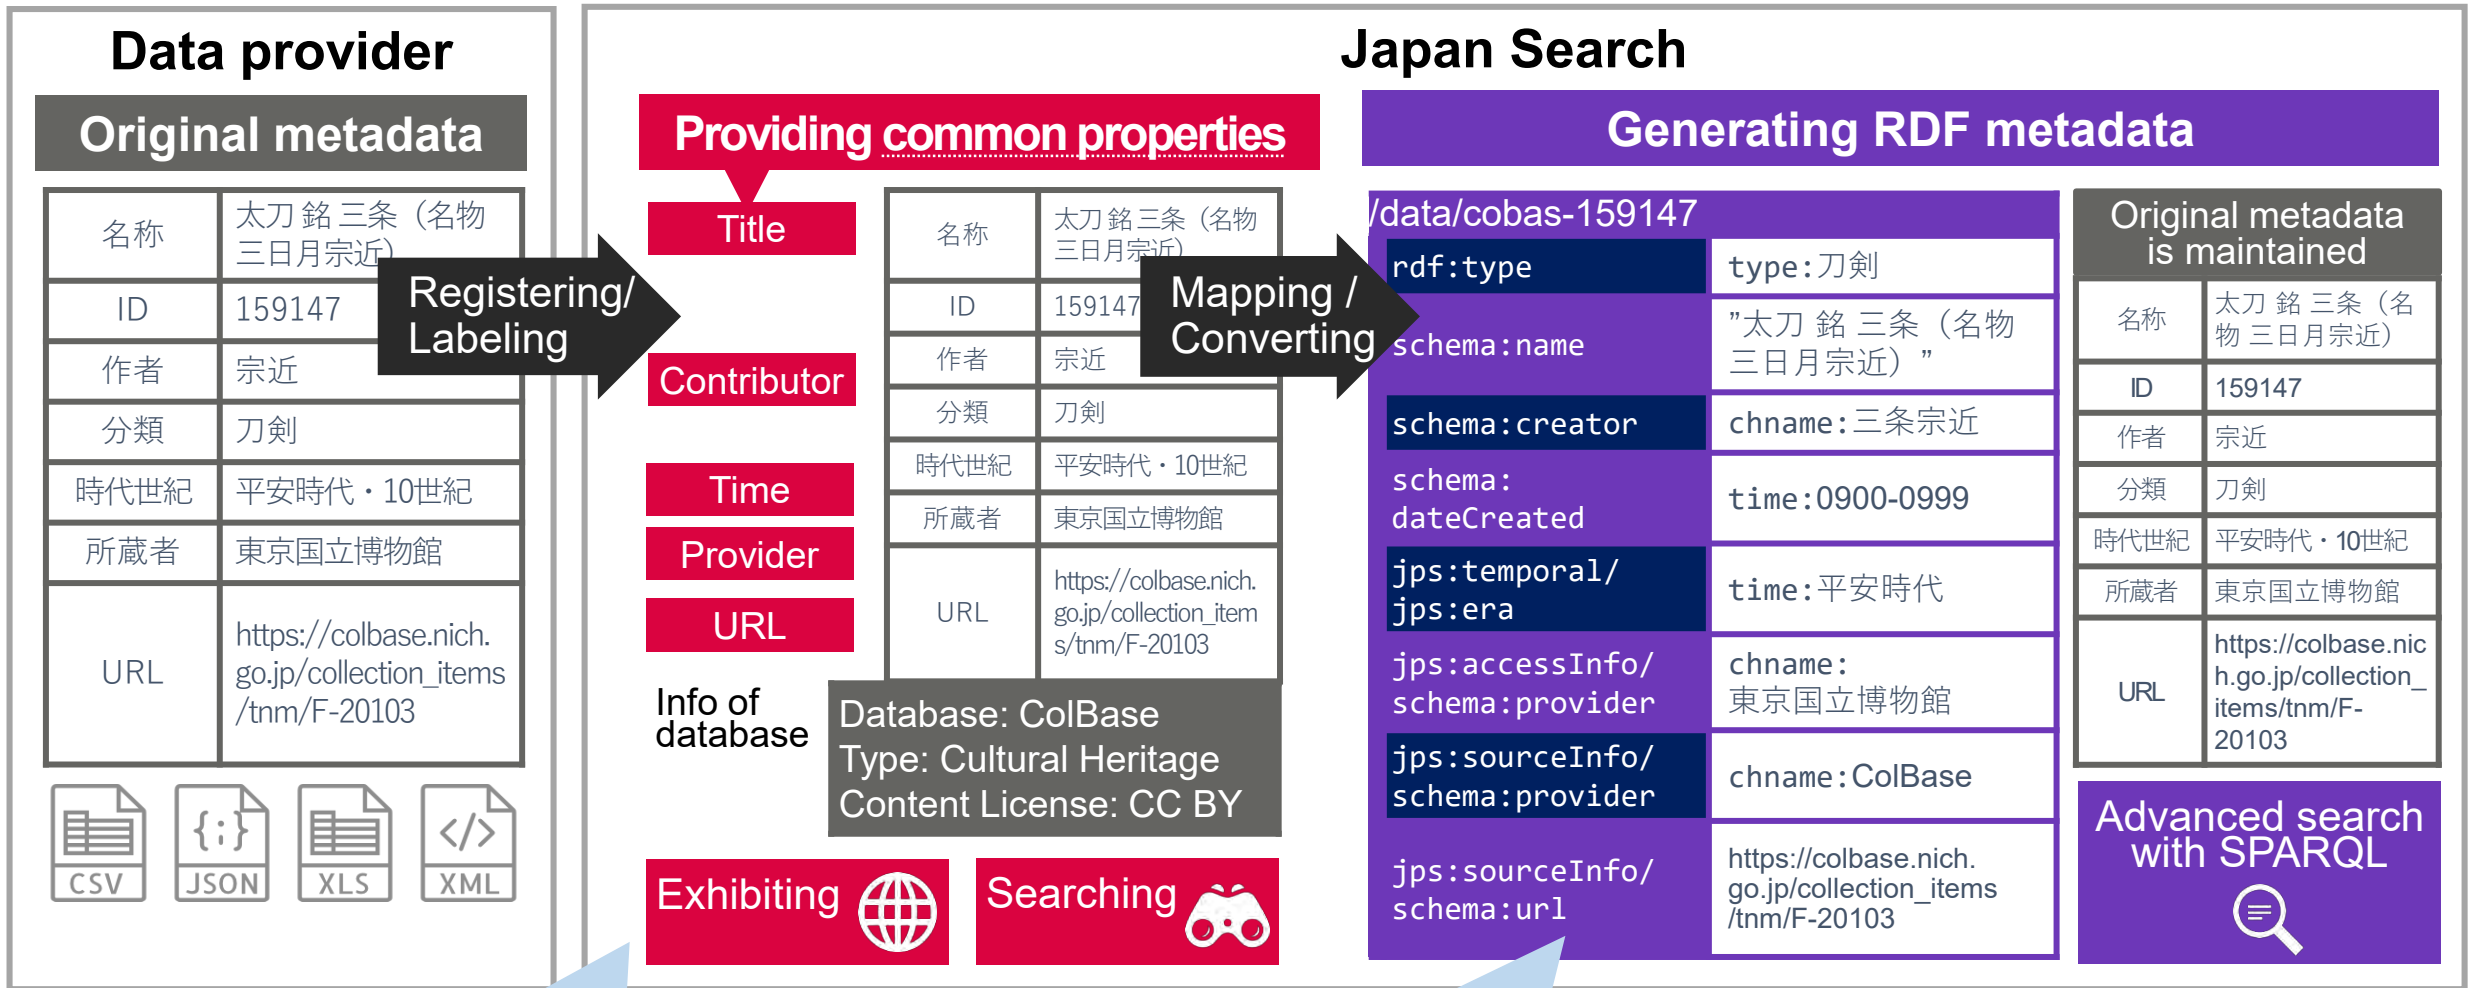 Data provider
Original metadata
名称
太刀 銘 三条（名物
三日月宗近）
ID
159147
作者
宗近
分類
刀剣
時代世紀
平安時代・10世紀
所蔵者
東京国立博物館
URL
https://colbase.nich.
go.jp/collection_items
/tnm/F-20103
CSV
JSON
XLS
XML
Registering/
Labeling
Japan Search
Providing common properties
Title
Contributor
Time
Provider
URL
名称
太刀 銘 三条（名物
三日月宗近）
ID
159147
作者
宗近
分類
刀剣
時代世紀
平安時代・10世紀
所蔵者
東京国立博物館
URL
https://colbase.nich.
go.jp/collection_item
s/tnm/F-20103
Info of
database
Database: ColBase
Type: Cultural Heritage
Content License: CC BY
Exhibiting
Searching
Mapping /
Converting
Generating RDF metadata
/data/cobas-159147
rdf:type
type:刀剣
schema:name
”太刀 銘 三条（名物
三日月宗近）”
schema:creator
chname:三条宗近
schema:
dateCreated
time:0900-0999
jps:temporal/
jps:era
time:平安時代
jps:accessInfo/
schema:provider
chname:
東京国立博物館
jps:sourceInfo/
schema:provider
chname:ColBase
jps:sourceInfo/
schema:url
https://colbase.nich.
go.jp/collection_items
/tnm/F-20103
Original metadata
is maintained
名称
太刀 銘 三条（名
物 三日月宗近）
ID
159147
作者
宗近
分類
刀剣
時代世紀
平安時代・10世紀
所蔵者
東京国立博物館
URL
https://colbase.nic
h.go.jp/collection_
items/tnm/F-
20103
Advanced search
with SPARQL